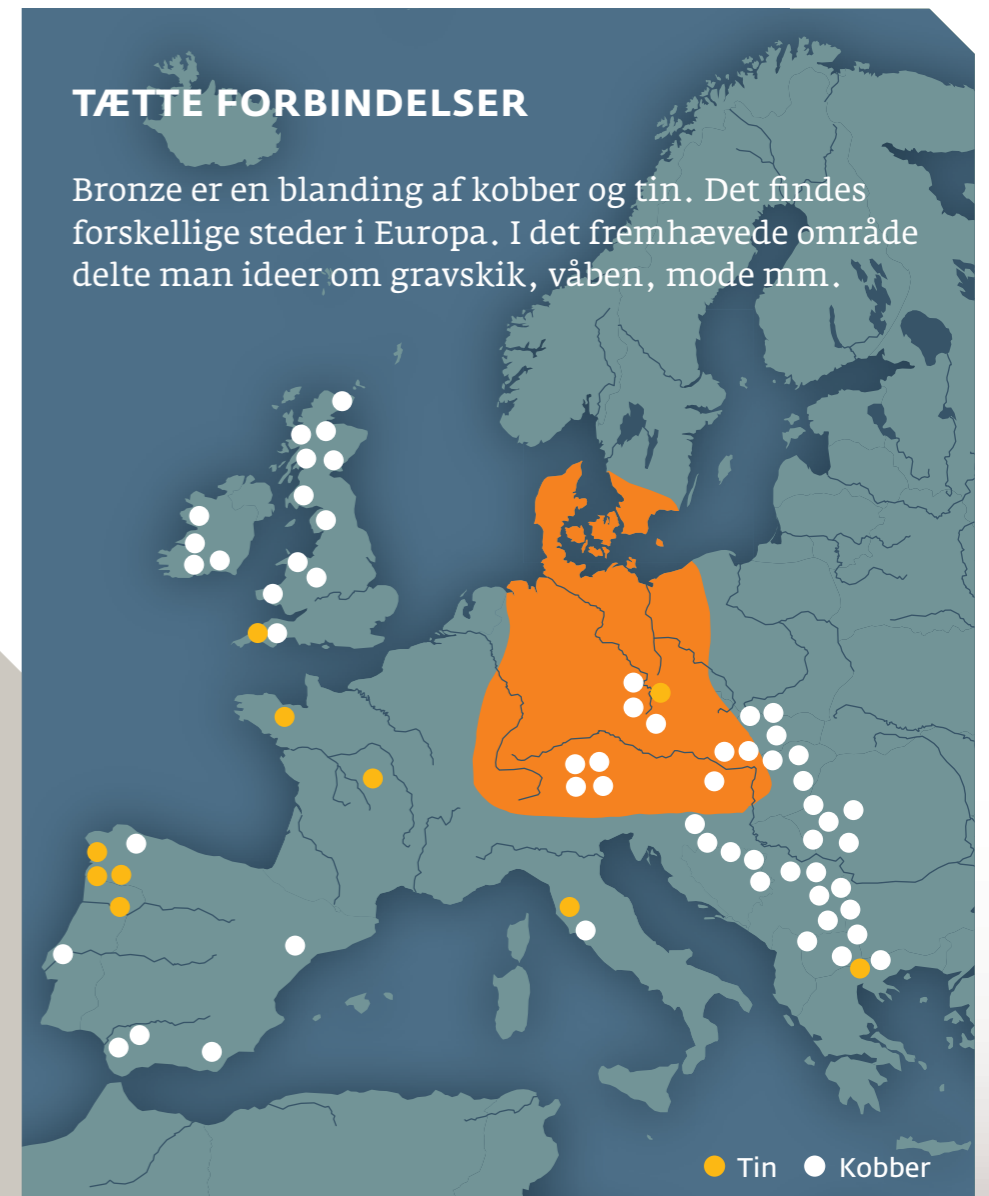 TÆTTE FORBINDELSER
Bronze er en blanding af kobber og tin. Det findes
forskellige steder i Europa. I det fremhævede område
delte man ideer om gravskik, våben, mode mm.
Tin Kobber